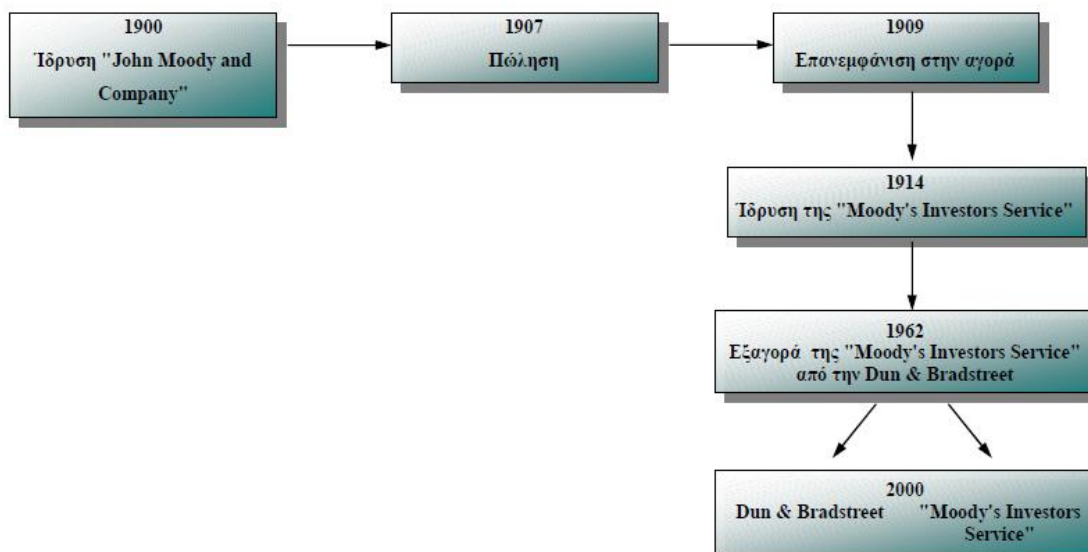 1900
Ίδρυση "John Moody and
Company"
1907
Πώληση
1909
Επανεμφάνιση στην αγορά
1914
Ίδρυση της "Moody's Investors Service"
1962
Εξαγορά της "Moody's Investors Service"
από την Dun & Bradstreet
2000
Dun & Bradstreet "Moody's Investors
Service"